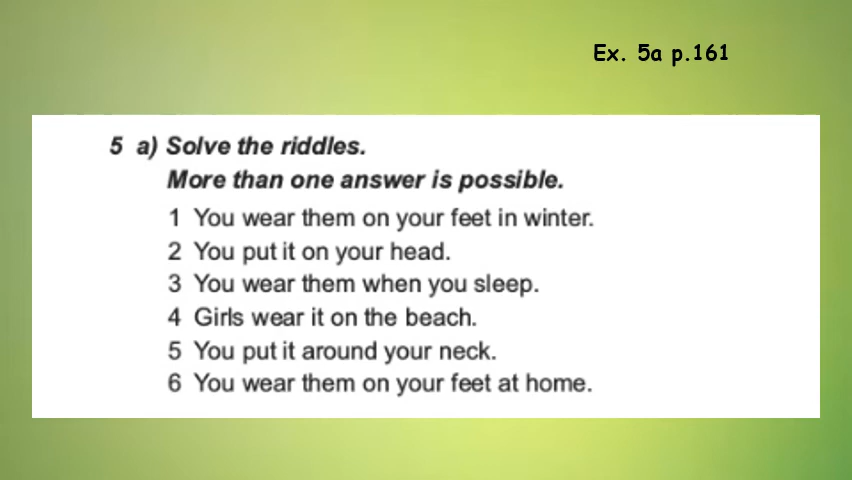 Ex. 5a p.161
5 a) Solve the riddles.
More than one answer is possible.
1 You wear them on your feet in winter.
2 You put it on your head.
3 You wear them when you sleep.
4 Girls wear it on the beach.
5 You put it around your neck.
6 You wear them on your feet at home.